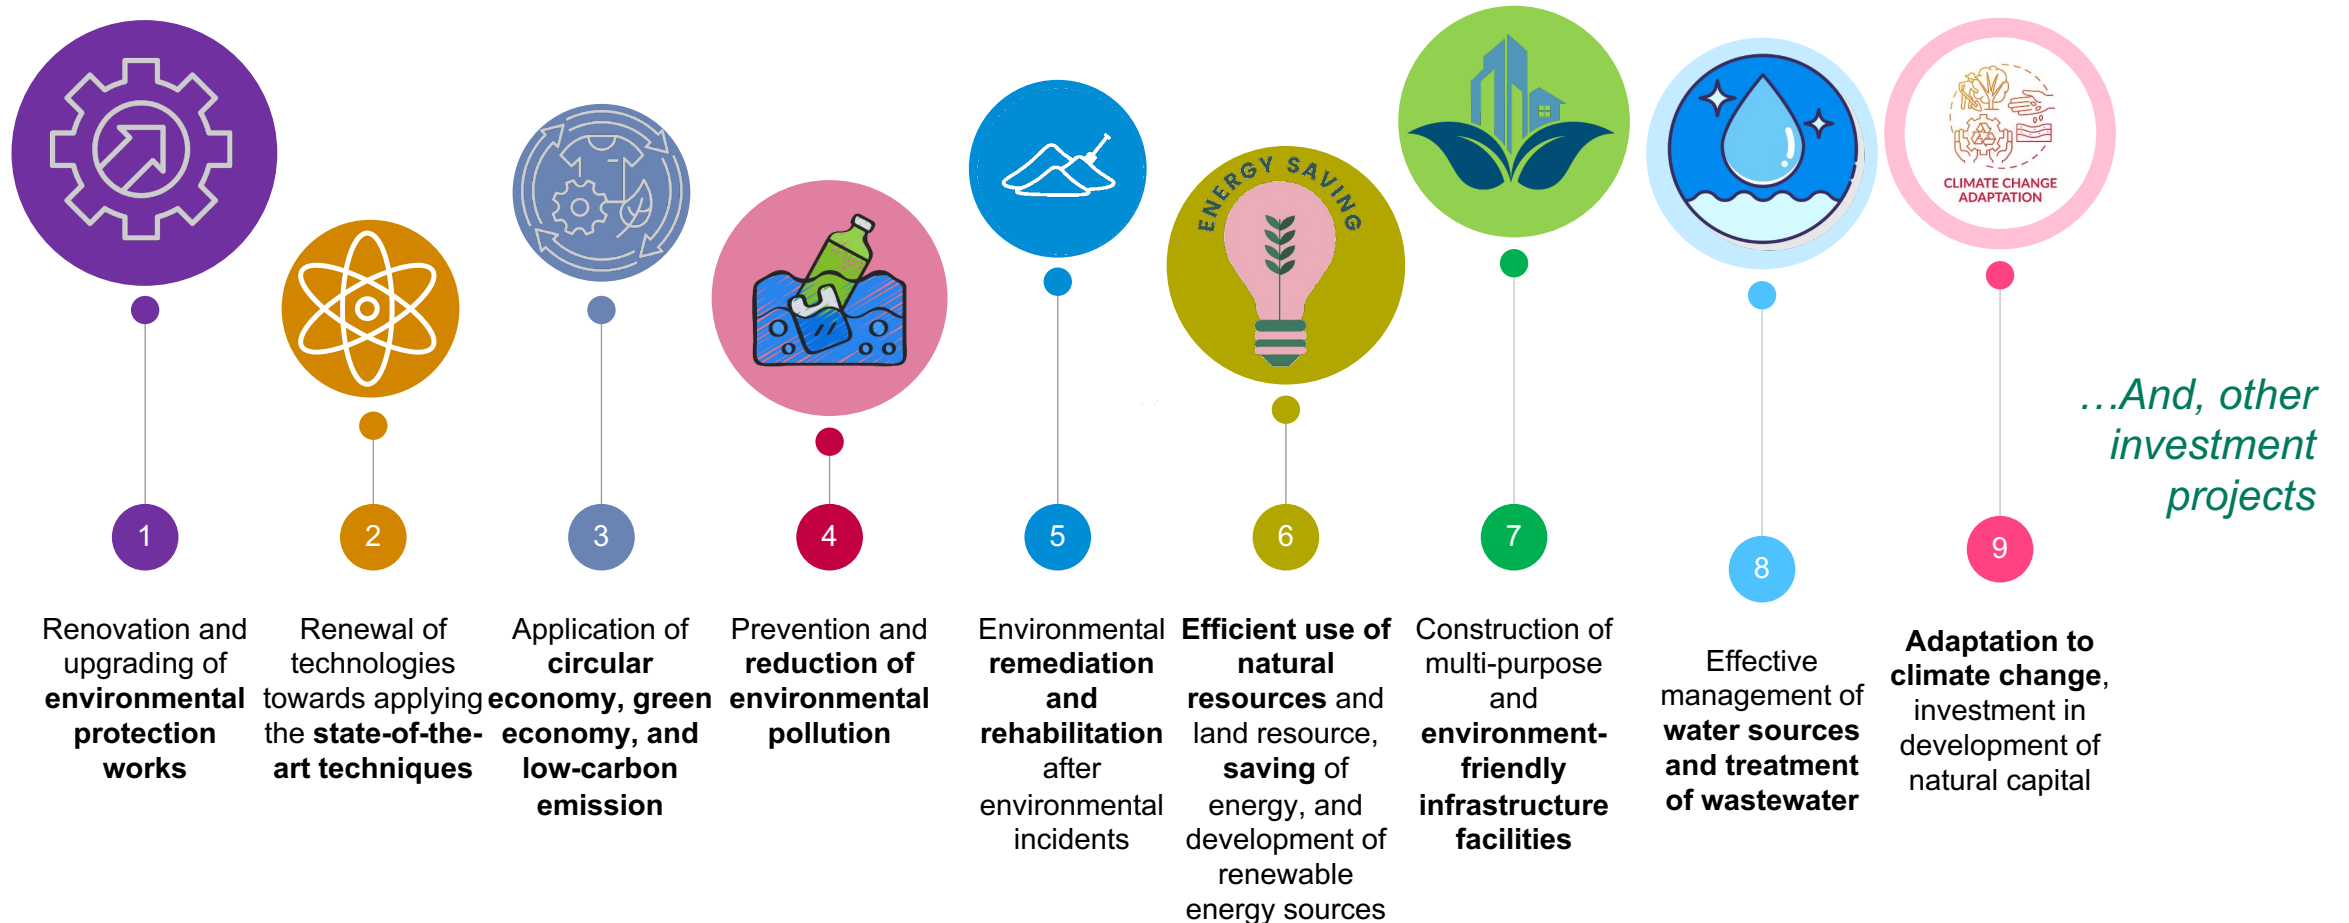 ENERGY SAVING
CLIMATE CHANGE
ADAPTATION
…And, other
investment
projects
1
Renovation and
upgrading of
environmental
protection
works
2
Renewal of
technologies
towards applying
the state-of-the-
art techniques
3
Application of
circular
economy, green
economy, and
low-carbon
emission
4
Prevention and
reduction of
environmental
pollution
5
Environmental
remediation
and
rehabilitation
after
environmental
incidents
6
Efficient use of
natural
resources and
land resource,
saving of
energy, and
development of
renewable
energy sources
7
Construction of
multi-purpose
and
environment-
friendly
infrastructure
facilities
8
Effective
management of
water sources
and treatment
of wastewater
9
Adaptation to
climate change,
investment in
development of
natural capital